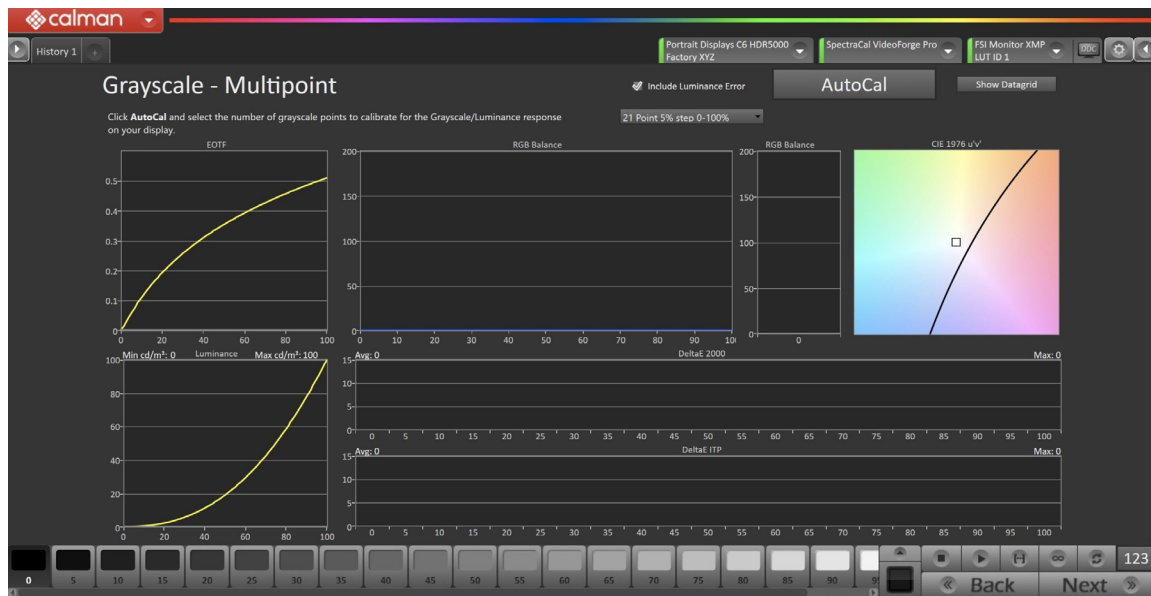 calman
History 1
Portrait Displays C6 HDR5000
Factory XYZ
SpectraCal VideoForge Pro
FSI Monitor XMP
LUT ID 1
DDC
Grayscale - Multipoint
Include Luminance Error
AutoCal
Show Datagrid
Click AutoCal and select the number of grayscale points to calibrate for the Grayscale/Luminance response
on your display.
21 Point 5% step 0-100%
EOTF
0.5
0.4
0.3
0.2
0.1
0
0 20 40 60 80 100
RGB Balance
200
150
100
50
0
0 10 20 30 40 50 60 70 80 90 10
RGB Balance
200
150
100
50
0
0
CIE 1976 u'v'
Min cd/m²: 0 Luminance Max cd/m²: 100
100
80
60
40
20
0
0 20 40 60 80 100
Avg: 0 DeltaE 2000 Max: 0
15
10
5
0
0 5 10 15 20 25 30 35 40 45 50 55 60 65 70 75 80 85 90 95 100
Avg: 0 DeltaE ITP Max: 0
15
10
5
0
0 5 10 15 20 25 30 35 40 45 50 55 60 65 70 75 80 85 90 95 100
0 5 10 15 20 25 30 35 40 45 50 55 60 65 70 75 80 85 90 9
123
Back Next